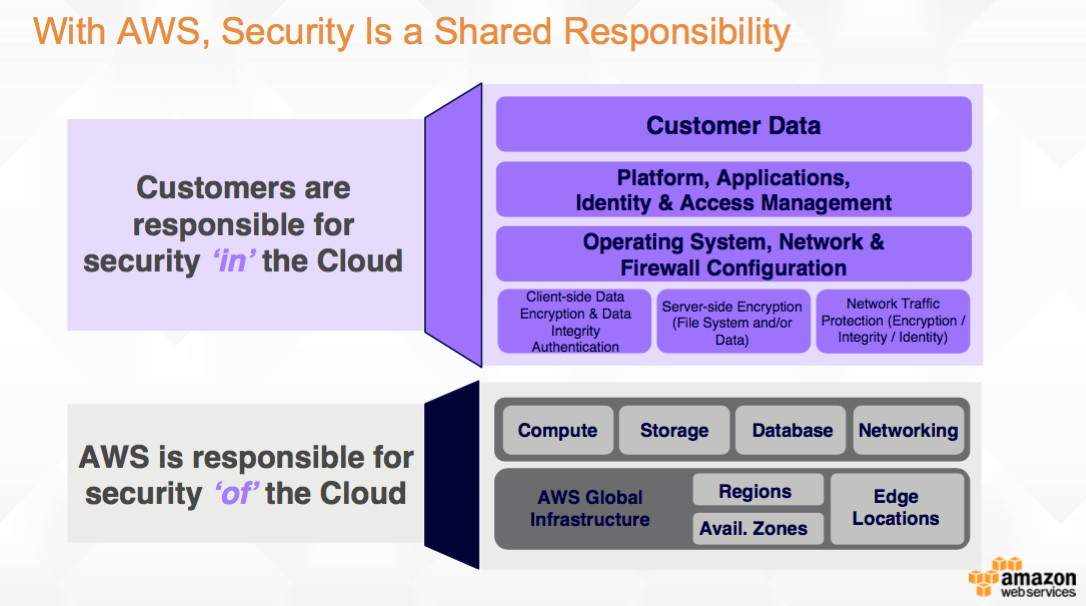 With AWS, Security Is a Shared Responsibility
Customers are
responsible for
security ‘in’ the Cloud
Customer Data
Platform, Applications,
Identity & Access Management
Operating System, Network &
Firewall Configuration
Client-side Data
Encryption & Data
Integrity
Authentication
Server-side Encryption
(File System and/or
Data)
Network Traffic
Protection (Encryption /
Integrity / Identity)
AWS is responsible for
security ‘of’ the Cloud
Compute
Storage
Database
Networking
AWS Global
Infrastructure
Regions
Avail. Zones
Edge
Locations
amazon
webservices